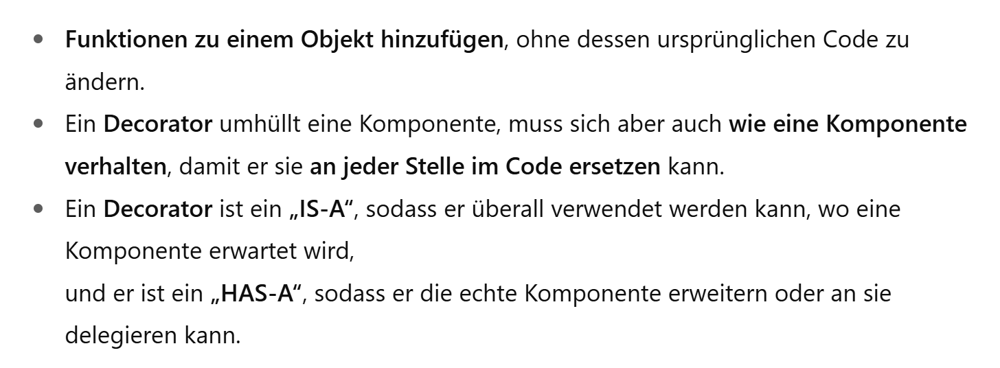 Funktionen zu einem Objekt hinzufügen, ohne dessen ursprünglichen Code zu
ändern.
Ein Decorator umhüllt eine Komponente, muss sich aber auch wie eine Komponente
verhalten, damit er sie an jeder Stelle im Code ersetzen kann.
Ein Decorator ist ein „IS-A“, sodass er überall verwendet werden kann, wo eine
Komponente erwartet wird,
und er ist ein „HAS-A“, sodass er die echte Komponente erweitern oder an sie
delegieren kann.